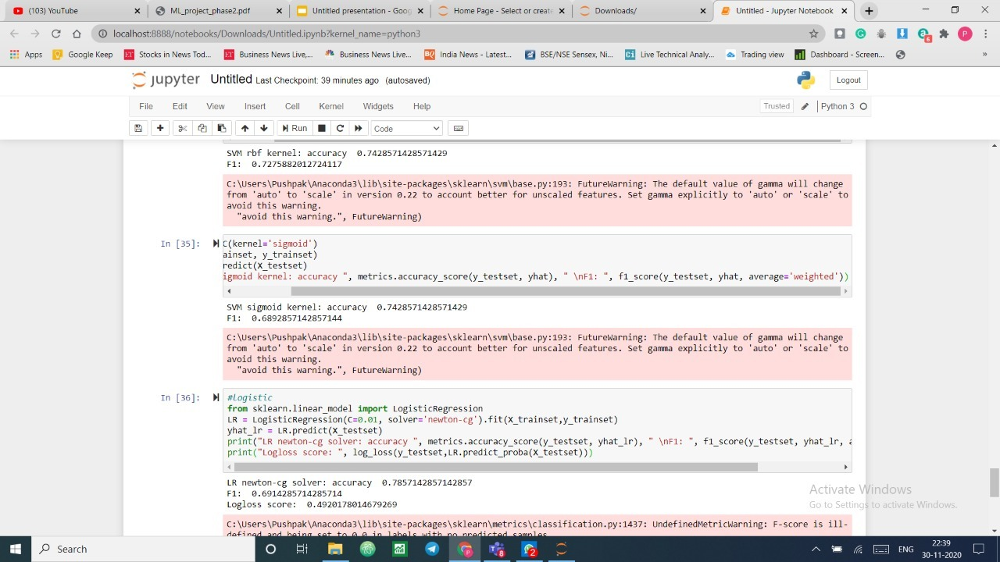 (103) YouTube
ML_project_phase2.pdf
Untitled presentation - Goog
Home Page - Select or create
Downloads/
Untitled - Jupyter Notebook
localhost:8888/notebooks/Downloads/Untitled.ipynb?kernel_name=python3
P
6
Apps
Google Keep
ET Stocks in News Tod...
ET Business News Live,...
Business News Live...
BQ India News - Latest...
BSE/NSE Sensex, Ni...
Ci Live Technical Analy...
Trading view
Dashboard - Screen...
»
jupyter Untitled Last Checkpoint: 39 minutes ago (autosaved)
Logout
File Edit View Insert Cell Kernel Widgets Help
Trusted
Python 3
Run
Code
SVM rbf kernel: accuracy  0.7428571428571429
F1:  0.7275882012724117
C:\Users\Pushpak\Anaconda3\lib\site-packages\sklearn\svm\base.py:193: FutureWarning: The default value of gamma will change
from 'auto' to 'scale' in version 0.22 to account better for unscaled features. Set gamma explicitly to 'auto' or 'scale' to
avoid this warning.
"avoid this warning.", FutureWarning)
In [35]:
C(kernel='sigmoid')
ainset, y_trainset)
redict(X_testset)
igmoid kernel: accuracy ", metrics.accuracy_score(y_testset, yhat), " \nF1: ", f1_score(y_testset, yhat, average='weighted'))
SVM sigmoid kernel: accuracy  0.7428571428571429
F1:  0.6892857142857144
C:\Users\Pushpak\Anaconda3\lib\site-packages\sklearn\svm\base.py:193: FutureWarning: The default value of gamma will change
from 'auto' to 'scale' in version 0.22 to account better for unscaled features. Set gamma explicitly to 'auto' or 'scale' to
avoid this warning.
"avoid this warning.", FutureWarning)
In [36]:
#Logistic
from sklearn.linear_model import LogisticRegression
LR = LogisticRegression(C=0.01, solver='newton-cg').fit(X_trainset,y_trainset)
yhat_lr = LR.predict(X_testset)
print("LR newton-cg solver: accuracy ", metrics.accuracy_score(y_testset, yhat_lr), " \nF1: ", f1_score(y_testset, yhat_lr, a
print("Logloss score: ", log_loss(y_testset,LR.predict_proba(X_testset)))
LR newton-cg solver: accuracy  0.7857142857142857
F1:  0.6914285714285714
Logloss score:  0.4920178014679269
C:\Users\Pushpak\Anaconda3\lib\site-packages\sklearn\metrics\classification.py:1437: UndefinedMetricWarning: F-score is ill-
defined and being set to 0.0 in labels with no predicted samples.
Activate Windows
Go to Settings to activate Windows.
Search
8
2
ENG
22:39
30-11-2020